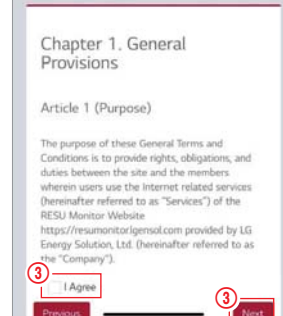 Chapter 1. General
Provisions
Article 1 (Purpose)
The purpose of these General Terms and
Conditions is to provide rights, obligations, and
duties between the site and the members
wherein users use the Internet related services
(hereinafter referred to as "Services") of the
RESU Monitor Website
https://resumonitor.lgensol.com provided by LG
Energy Solution, Ltd. (hereinafter referred to as
the "Company").
③
I Agree
③
Previous
Next